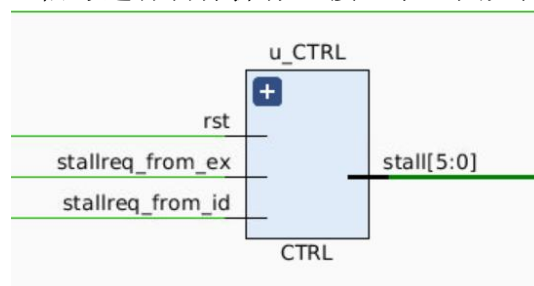 u_CTRL
+
rst
stallreq_from_ex
stall[5:0]
stallreq_from_id
CTRL